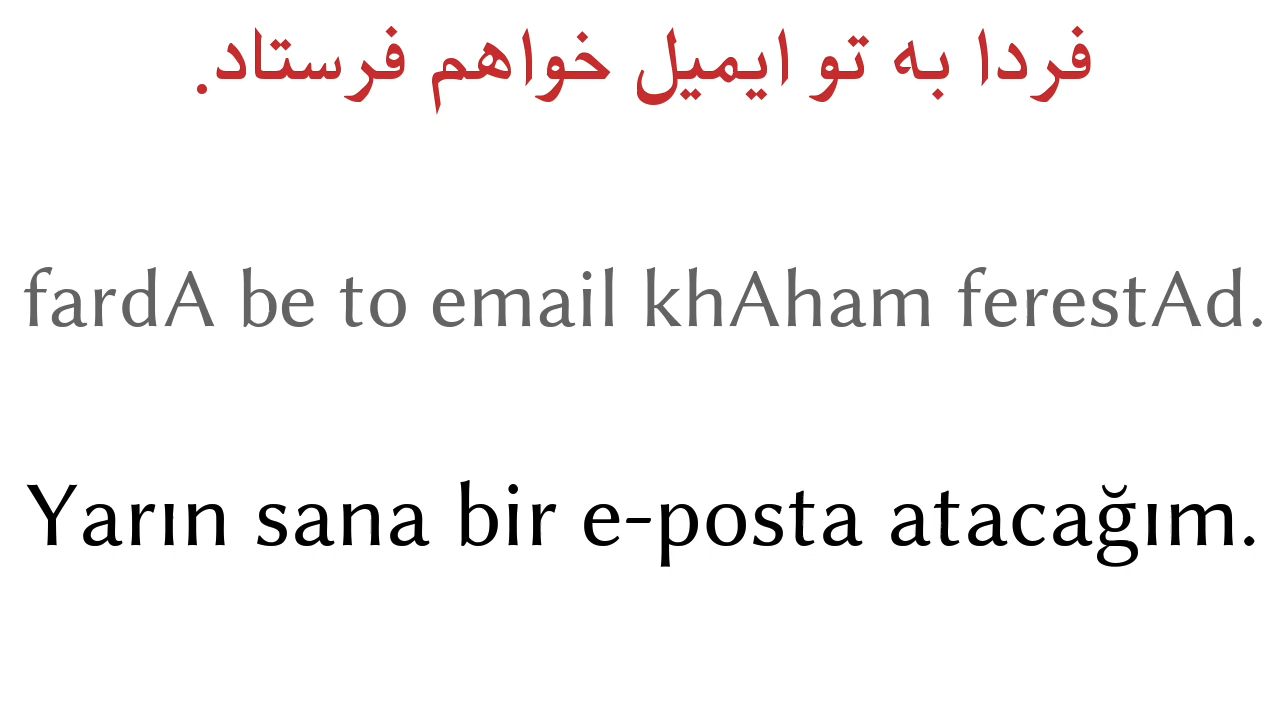 فردا به تو ایمیل خواهم فرستاد.
fardA be to email khAham ferestAd.
Yarın sana bir e-posta atacağım.